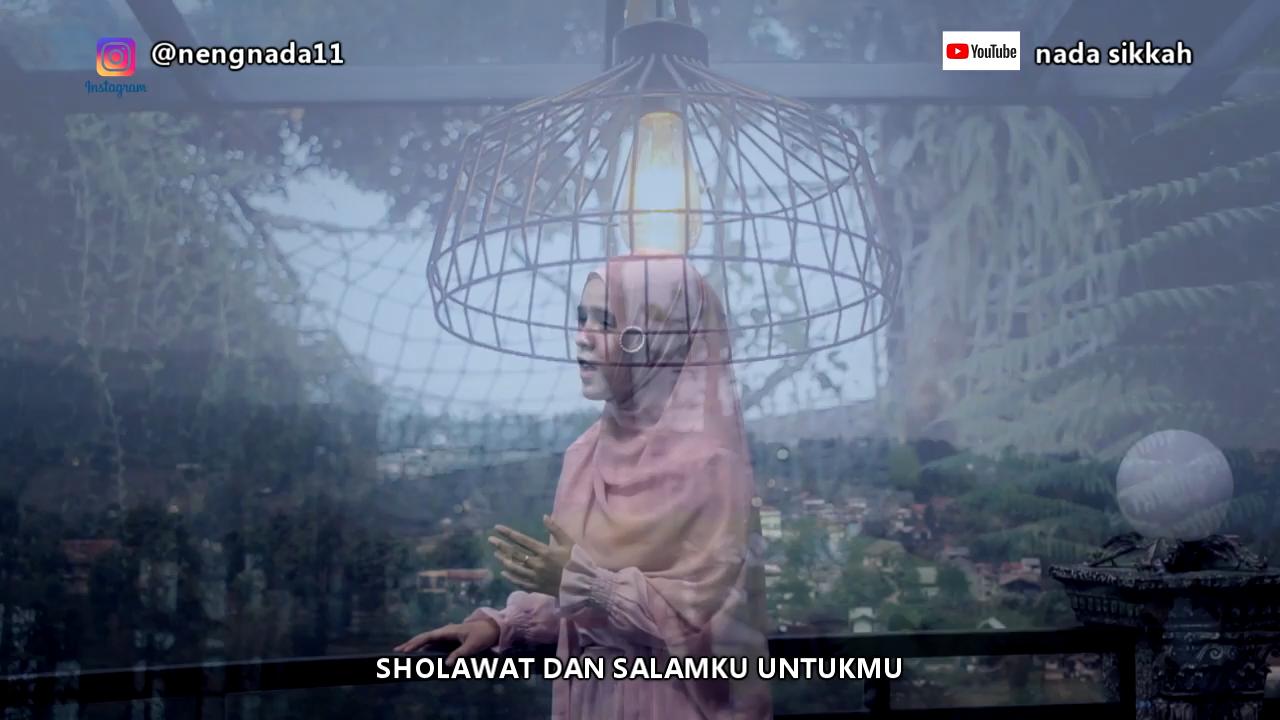 @nengnada11
Instagram
YouTube
nada sikkah
SHOLAWAT DAN SALAMKU UNTUKMU